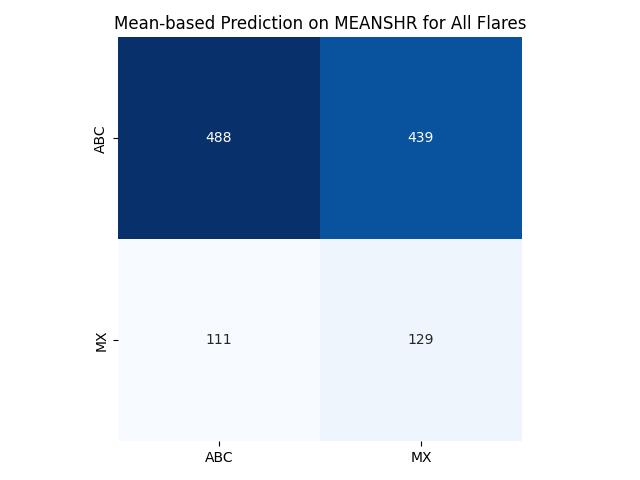 Mean-based Prediction on MEANSHR for All Flares
ABC
488
439
MX
111
129
ABC
MX